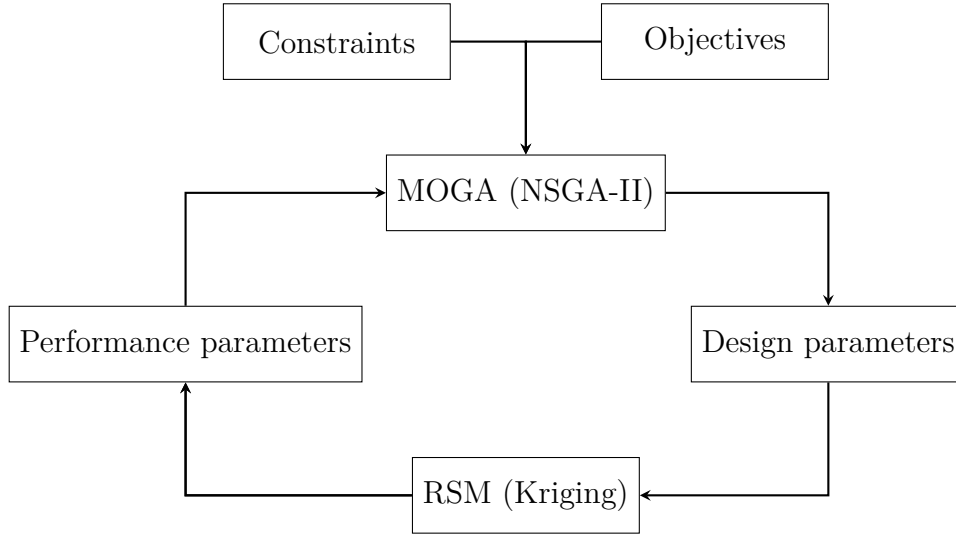 Constraints
Objectives
MOGA (NSGA-II)
Performance parameters
Design parameters
RSM (Kriging)